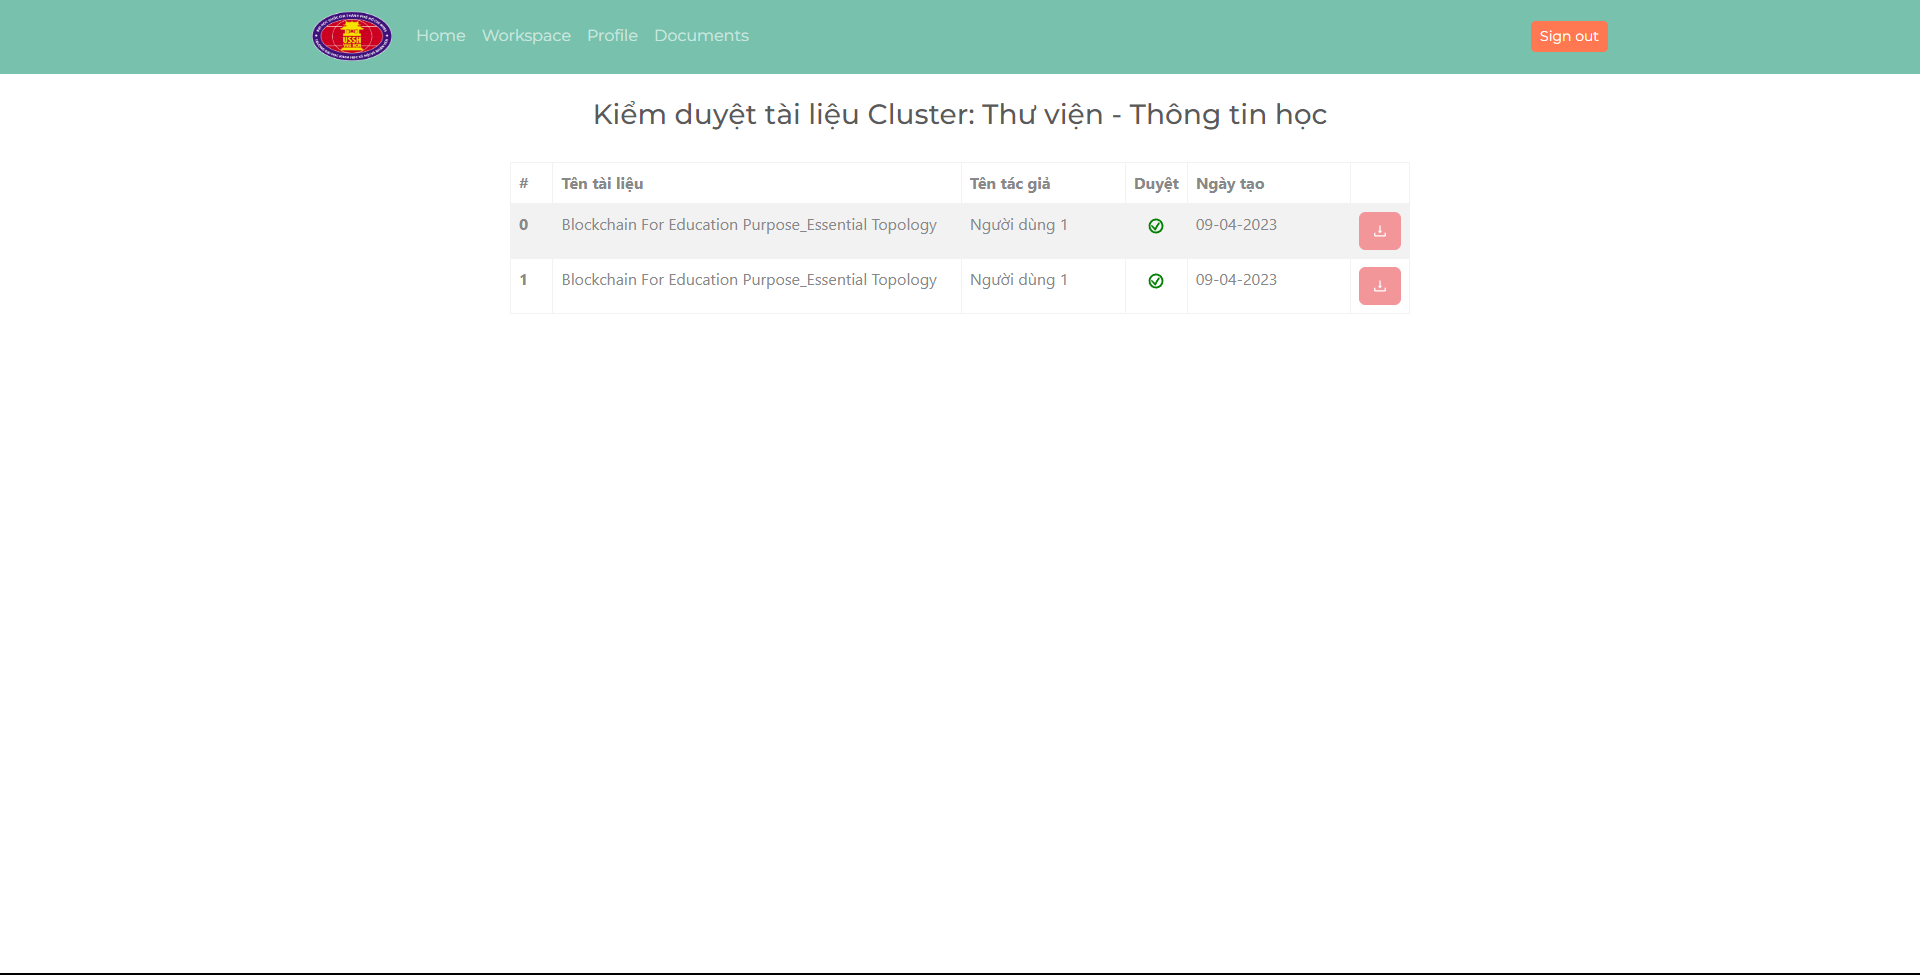 USSH
Home Workspace Profile Documents
Sign out
Kiểm duyệt tài liệu Cluster: Thư viện - Thông tin học
# Tên tài liệu Tên tác giả Duyệt Ngày tạo
0 Blockchain For Education Purpose_Essential Topology Người dùng 1 09-04-2023
1 Blockchain For Education Purpose_Essential Topology Người dùng 1 09-04-2023